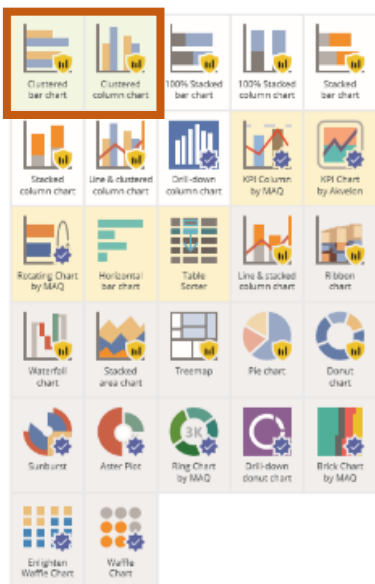 Clustered
bar chart
Clustered
column chart
100% Stacked
bar chart
100% Stacked
column chart
Stacked
bar chart
Stacked
column chart
Line & clustered
column chart
Drill-down
column chart
KPI Column
by MAQ
KPI Chart
by Akvelon
Rotating Chart
by MAQ
Horizontal
bar chart
Table
Sorter
Line & stacked
column chart
Ribbon
chart
Waterfall
chart
Stacked
area chart
Treemap
Pie chart
Donut
chart
Sunburst
Aster Plot
3K
Ring Chart
by MAQ
Drill-down
donut chart
Brick Chart
by MAQ
Enlighten
Waffle Chart
Waffle
Chart